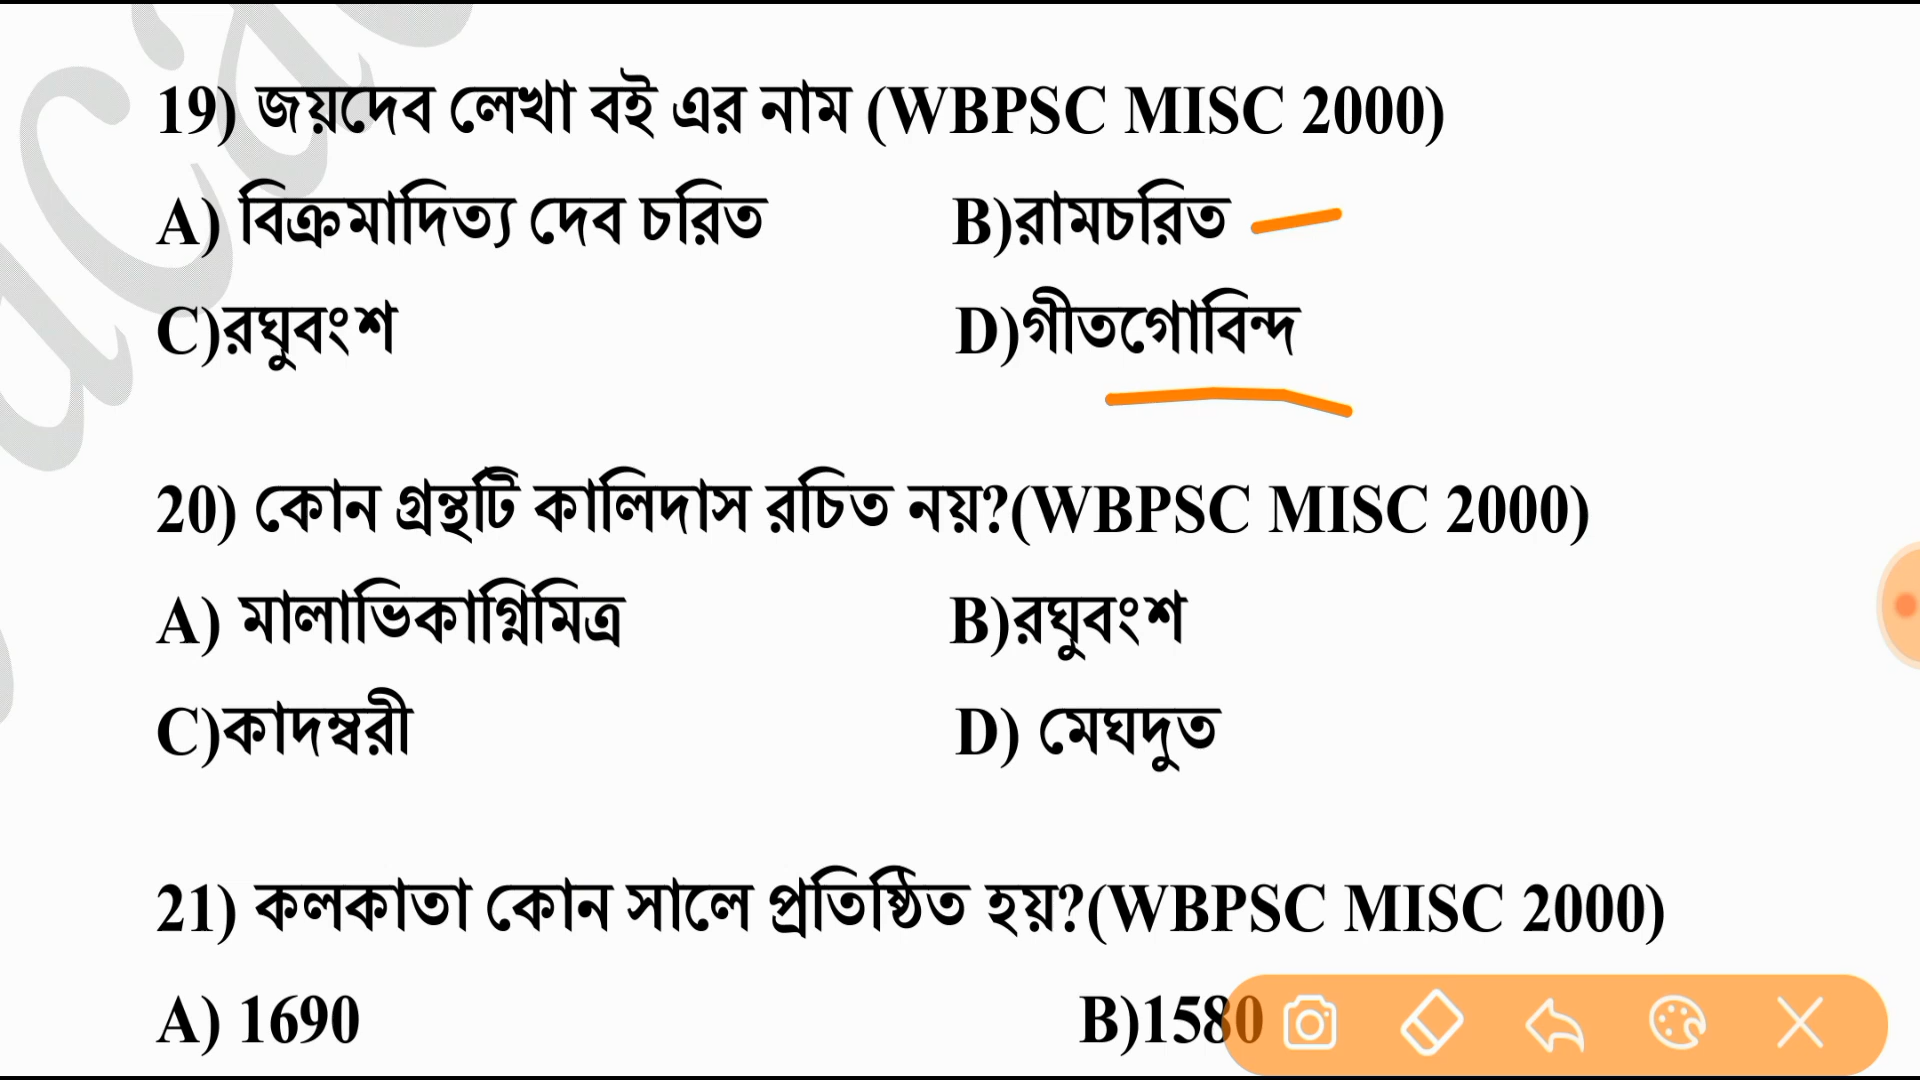 19) জয়দেব লেখা বই এর নাম (WBPSC MISC 2000)
A) বিক্রমাদিত্য দেব চরিত B)রামচরিত
C)রঘুবংশ D)গীতগোবিন্দ
20) কোন গ্রন্থটি কালিদাস রচিত নয়?(WBPSC MISC 2000)
A) মালাভিকাগ্নিমিত্র B)রঘুবংশ
C)কাদম্বরী D) মেঘদুত
21) কলকাতা কোন সালে প্রতিষ্ঠিত হয়?(WBPSC MISC 2000)
A) 1690 B)1580